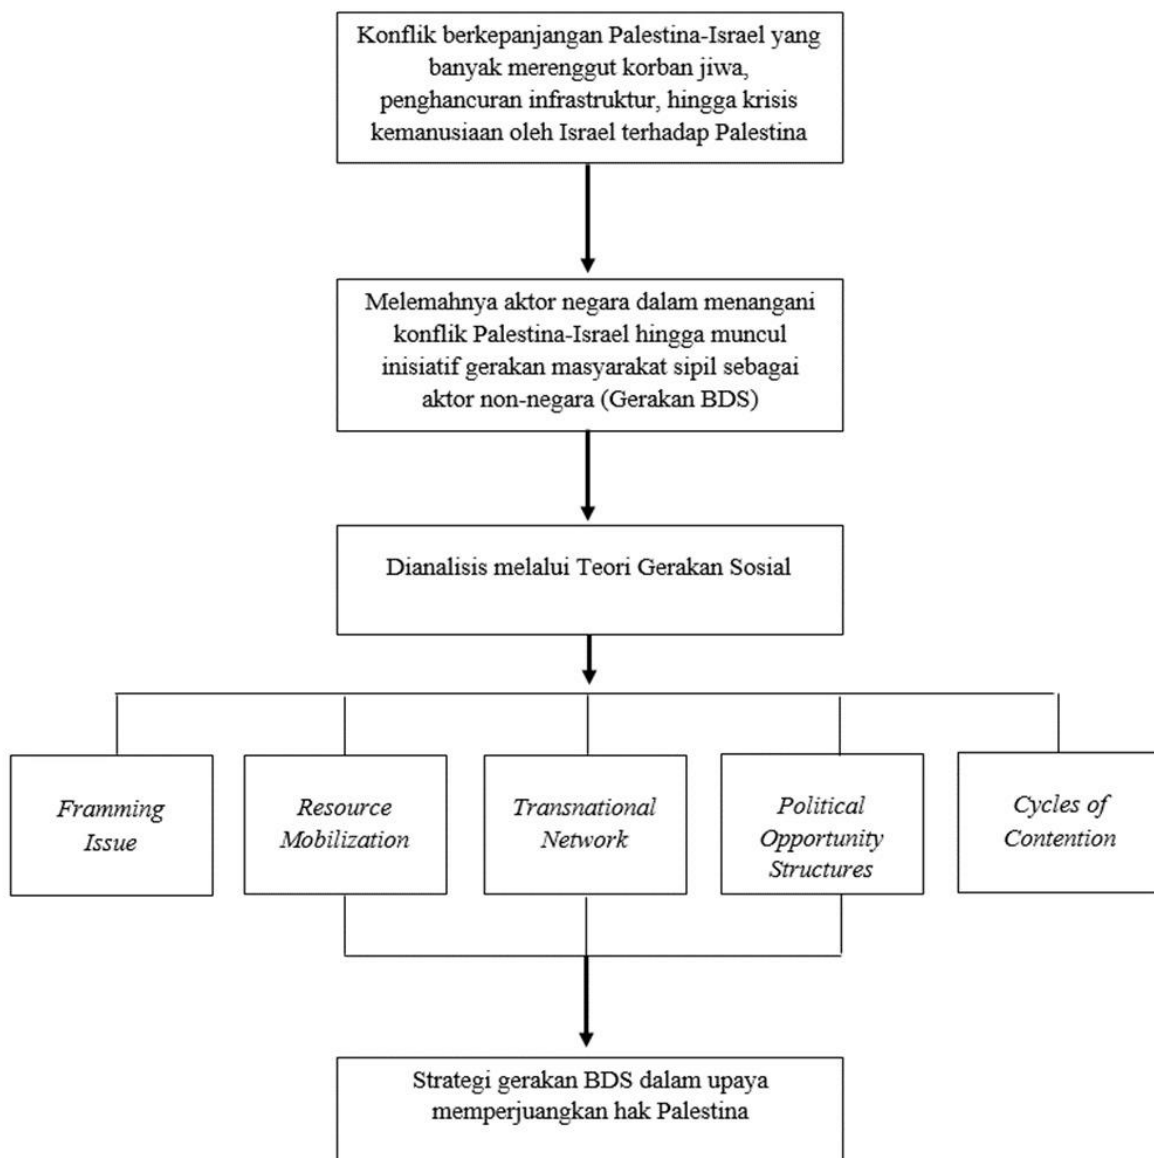 Konflik berkepanjangan Palestina-Israel yang
banyak merenggut korban jiwa,
penghancuran infrastruktur, hingga krisis
kemanusiaan oleh Israel terhadap Palestina
Melemahnya aktor negara dalam menangani
konflik Palestina-Israel hingga muncul
inisiatif gerakan masyarakat sipil sebagai
aktor non-negara (Gerakan BDS)
Dianalisis melalui Teori Gerakan Sosial
Framming
Issue
Resource
Mobilization
Transnational
Network
Political
Opportunity
Structures
Cycles of
Contention
Strategi gerakan BDS dalam upaya
memperjuangkan hak Palestina